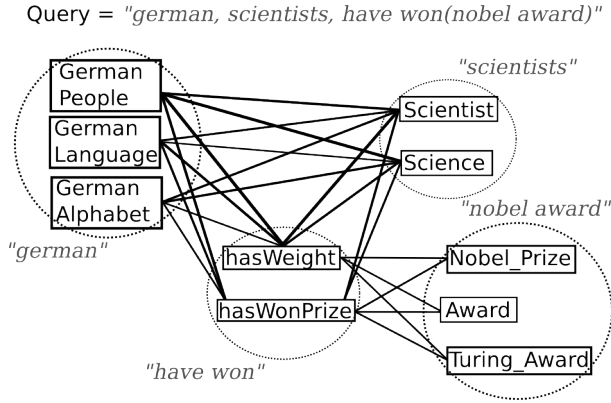 Query = "german, scientists, have won(nobel award)"
"scientists"
German
People
Scientist
German
Language
Science
German
Alphabet
"nobel award"
"german"
hasWeight
Nobel_Prize
hasWonPrize
Award
Turing_Award
"have won"